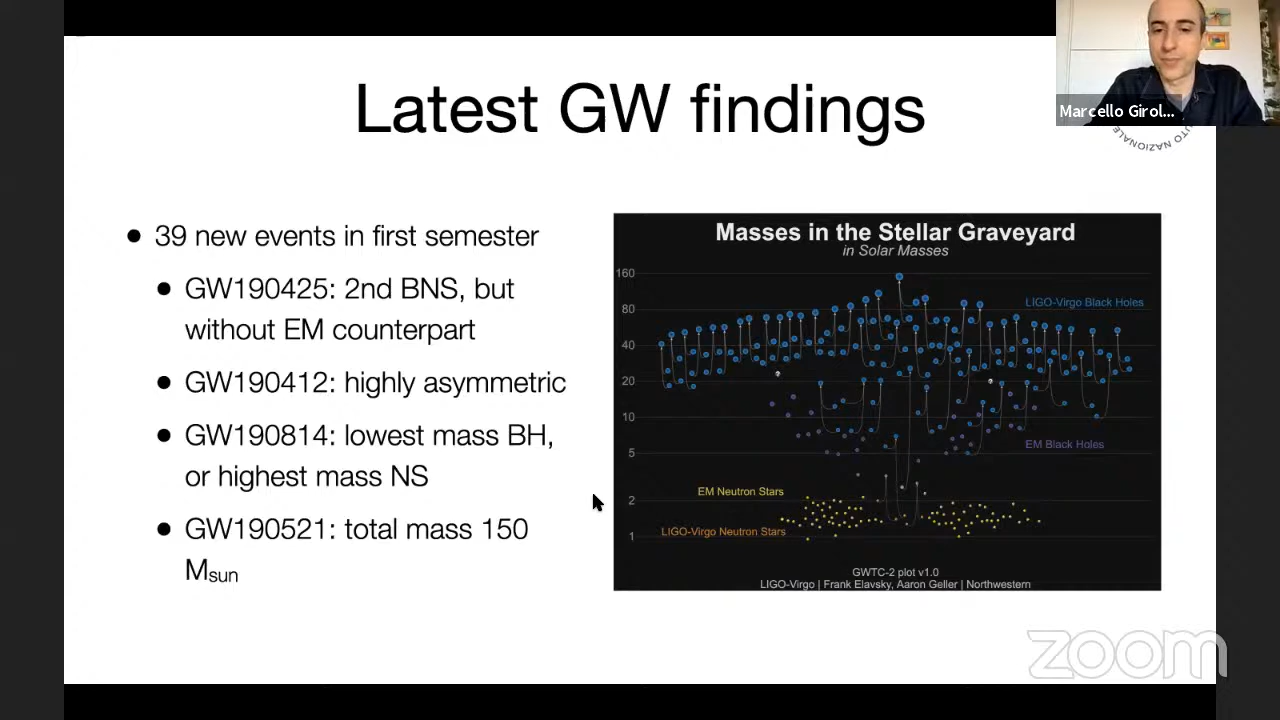 Latest GW findings
Marcello Girol...
UTO NAZIONALE
• 39 new events in first semester
• GW190425: 2nd BNS, but
without EM counterpart
• GW190412: highly asymmetric
• GW190814: lowest mass BH,
or highest mass NS
• GW190521: total mass 150
Msun
Masses in the Stellar Graveyard
in Solar Masses
160
80
40
20
10
5
2
1
LIGO-Virgo Black Holes
EM Black Holes
EM Neutron Stars
LIGO-Virgo Neutron Stars
GWTC-2 plot v1.0
LIGO-Virgo | Frank Elavsky, Aaron Geller | Northwestern
zoom